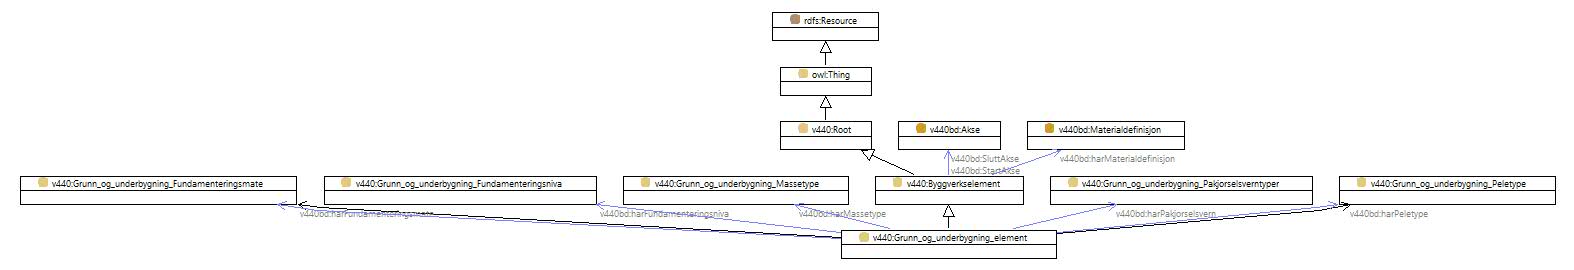 rdfs:Resource
owl:Thing
v440:Root
v440bd:Akse
v440bd:Materialdefinisjon
v440bd:SluttAkse
v440bd:harMaterialdefinisjon
v440bd:StartAkse
v440:Grunn_og_underbygning_Fundamenteringsmate
v440:Grunn_og_underbygning_Fundamenteringsniva
v440:Grunn_og_underbygning_Massetype
v440:Byggverkselement
v440:Grunn_og_underbygning_Pakjorselsverntyper
v440:Grunn_og_underbygning_Peletype
v440bd:harFundamenteringsmate
v440bd:harFundamenteringsniva
v440bd:harMassetype
v440bd:harPakjorselsvern
v440bd:harPeletype
v440:Grunn_og_underbygning_element